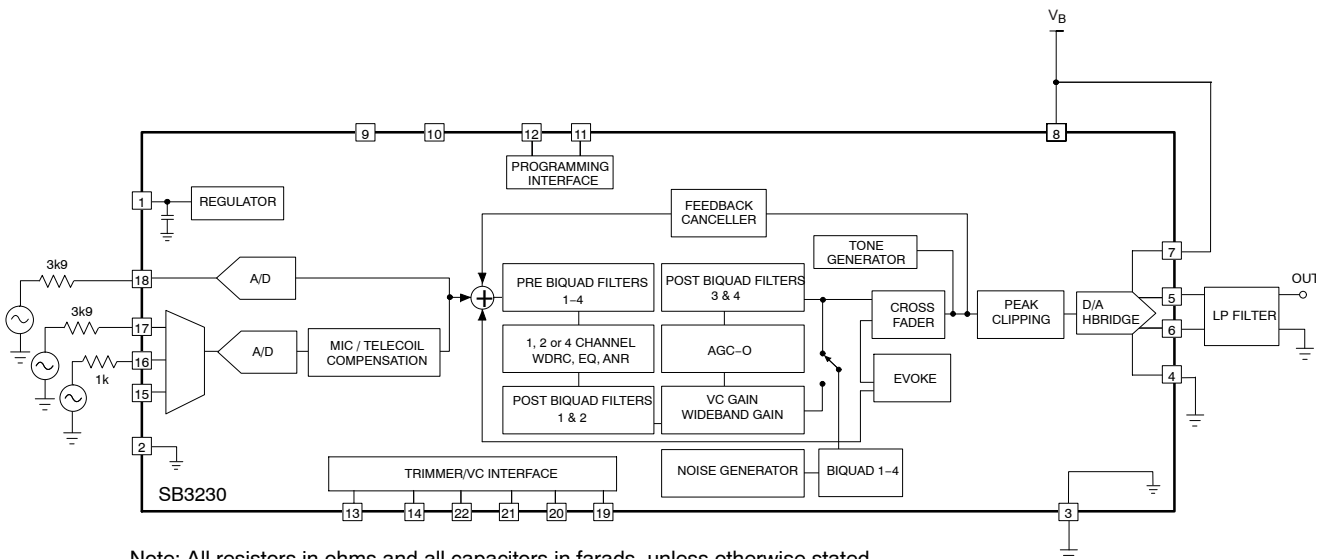 VB
9
10
12
11
8
PROGRAMMING
INTERFACE
1
REGULATOR
FEEDBACK
CANCELLER
TONE
GENERATOR
7
3k9
18
A/D
PRE BIQUAD FILTERS
1–4
POST BIQUAD FILTERS
3 & 4
CROSS
FADER
PEAK
CLIPPING
D/A
HBRIDGE
5
6
LP FILTER
OUT
3k9
17
16
15
1k
A/D
MIC / TELECOIL
COMPENSATION
1, 2 or 4 CHANNEL
WDRC, EQ, ANR
AGC–O
EVOKE
4
POST BIQUAD FILTERS
1 & 2
VC GAIN
WIDEBAND GAIN
2
TRIMMER/VC INTERFACE
NOISE GENERATOR
BIQUAD 1–4
SB3230
13
14
22
21
20
19
3
Note: All resistors in ohms and all capacitors in farads, unless otherwise stated.